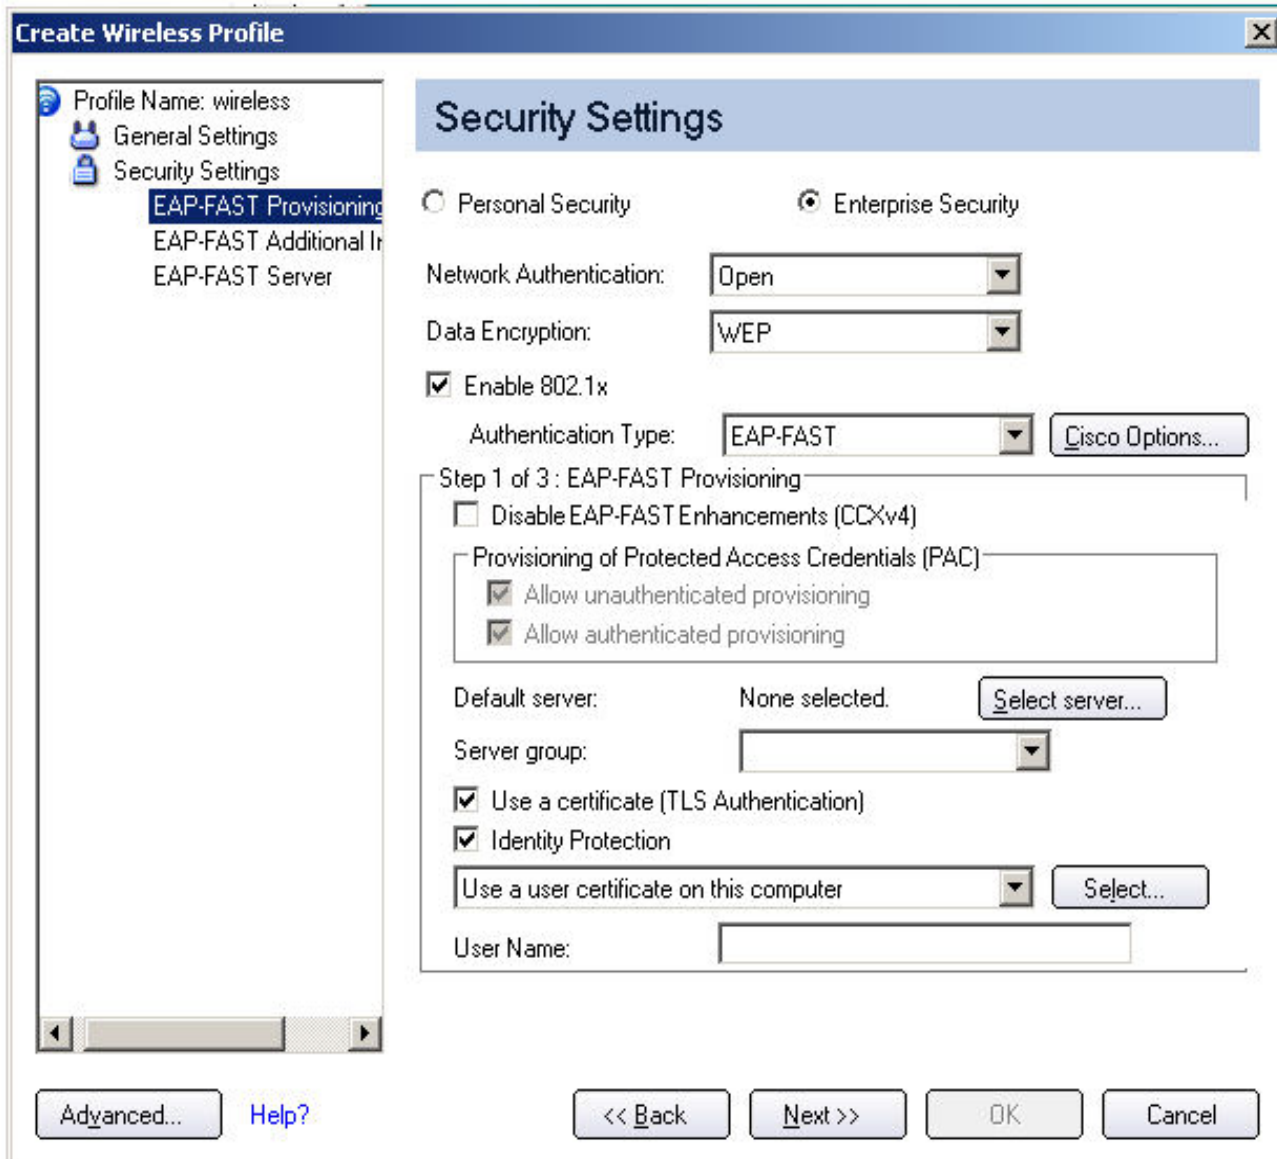 Create Wireless Profile
Profile Name: wireless
General Settings
Security Settings
EAP-FAST Provisioning
EAP-FAST Additional
EAP-FAST Server
Security Settings
Personal Security
Enterprise Security
Network Authentication:
Open
Data Encryption:
WEP
Enable 802.1x
Authentication Type:
EAP-FAST
Cisco Options...
Step 1 of 3 : EAP-FAST Provisioning
Disable EAP-FAST Enhancements (CCXv4)
Provisioning of Protected Access Credentials (PAC)
Allow unauthenticated provisioning
Allow authenticated provisioning
Default server:
None selected.
Select server...
Server group:
Use a certificate (TLS Authentication)
Identity Protection
Use a user certificate on this computer
Select...
User Name:
Advanced...
Help?
<< Back
Next >>
OK
Cancel